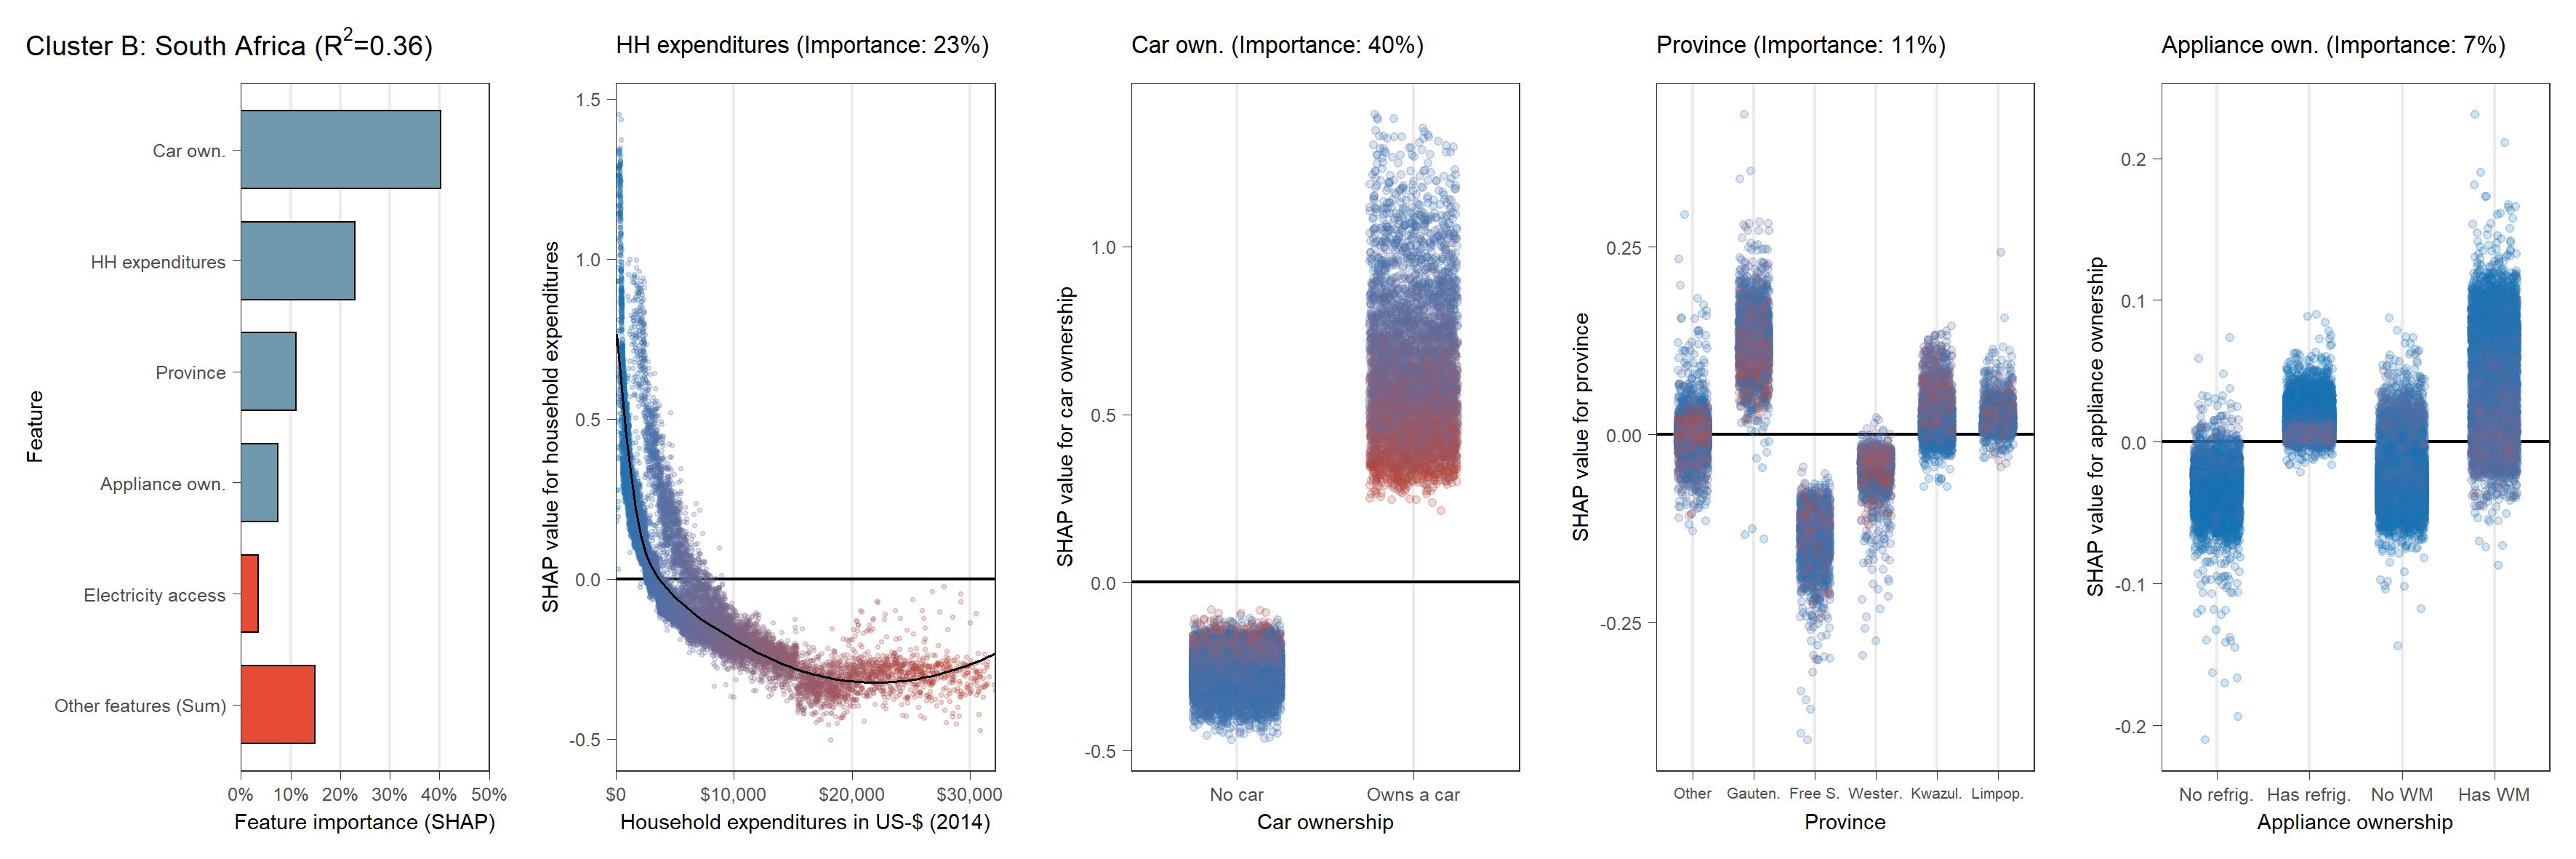 Cluster B: South Africa (R²=0.36)
Feature
Car own.
HH expenditures
Province
Appliance own.
Electricity access
Other features (Sum)
0% 10% 20% 30% 40% 50%
Feature importance (SHAP)
HH expenditures (Importance: 23%)
SHAP value for household expenditures
1.5
1.0
0.5
0.0
-0.5
$0 $10,000 $20,000 $30,000
Household expenditures in US-$ (2014)
Car own. (Importance: 40%)
SHAP value for car ownership
1.0
0.5
0.0
-0.5
No car Owns a car
Car ownership
Province (Importance: 11%)
SHAP value for province
0.25
0.00
-0.25
Other Gauten. Free S. Wester. Kwazul. Limpop.
Province
Appliance own. (Importance: 7%)
SHAP value for appliance ownership
0.2
0.1
0.0
-0.1
-0.2
No refrig. Has refrig. No WM Has WM
Appliance ownership